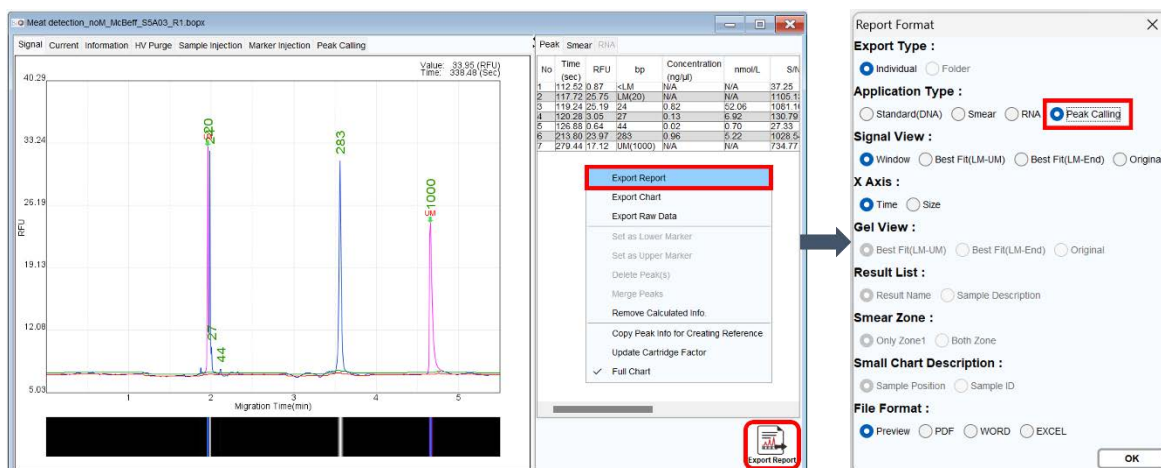 Meat detection_noM_McBeff_S5A03_R1.bopx
Signal Current Information HV Purge Sample Injection Marker Injection Peak Calling
Value: 33.95 (RFU)
Time: 338.48 (Sec)
40.29
33.24
26.19
19.13
12.08
5.03
RFU
27
44
283
1000
UM
1 2 3 4 5
Migration Time(min)
Peak Smear RNA
No Time (sec) RFU bp Concentration (ng/µl) nmol/L S/N
1 112.52 0.87 <LM N/A N/A 37.25
2 117.72 25.75 LM(20) N/A N/A 1105.1
3 119.24 25.19 24 0.82 52.06 1081.1
4 120.28 3.05 27 0.13 6.92 130.79
5 126.88 0.64 44 0.02 0.70 27.33
6 213.80 23.97 283 0.96 5.22 1028.5
7 279.44 17.12 UM(1000) N/A N/A 734.77
Export Report
Export Chart
Export Raw Data
Set as Lower Marker
Set as Upper Marker
Delete Peak(s)
Merge Peaks
Remove Calculated Info.
Copy Peak Info for Creating Reference
Update Cartridge Factor
✓ Full Chart
Export Report
Report Format
Export Type :
Individual Folder
Application Type :
Standard(DNA) Smear RNA Peak Calling
Signal View :
Window Best Fit(LM-UM) Best Fit(LM-End) Origina
X Axis :
Time Size
Gel View :
Best Fit(LM-UM) Best Fit(LM-End) Original
Result List :
Result Name Sample Description
Smear Zone :
Only Zone1 Both Zone
Small Chart Description :
Sample Position Sample ID
File Format :
Preview PDF WORD EXCEL
OK